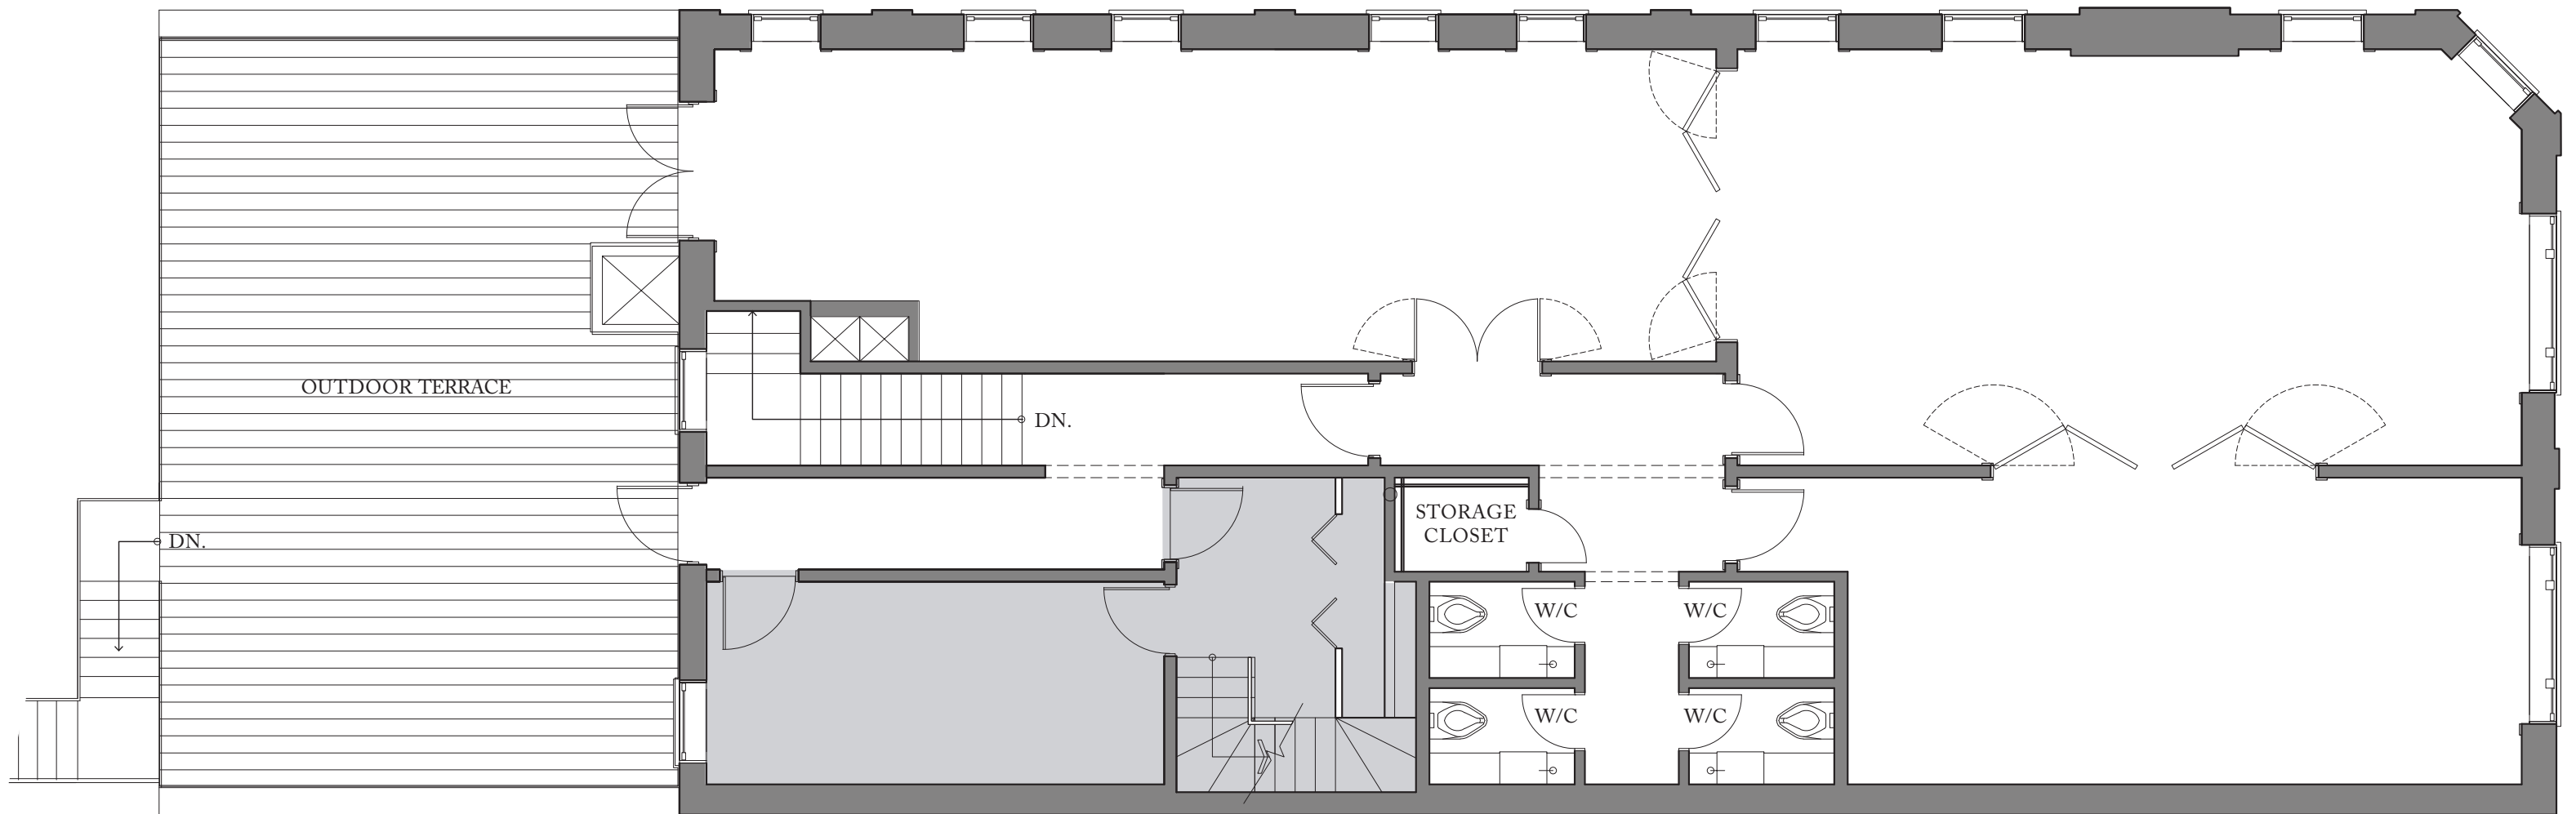 OUTDOOR TERRACE
DN.
DN.
STORAGE
CLOSET
W/C
W/C
W/C
W/C